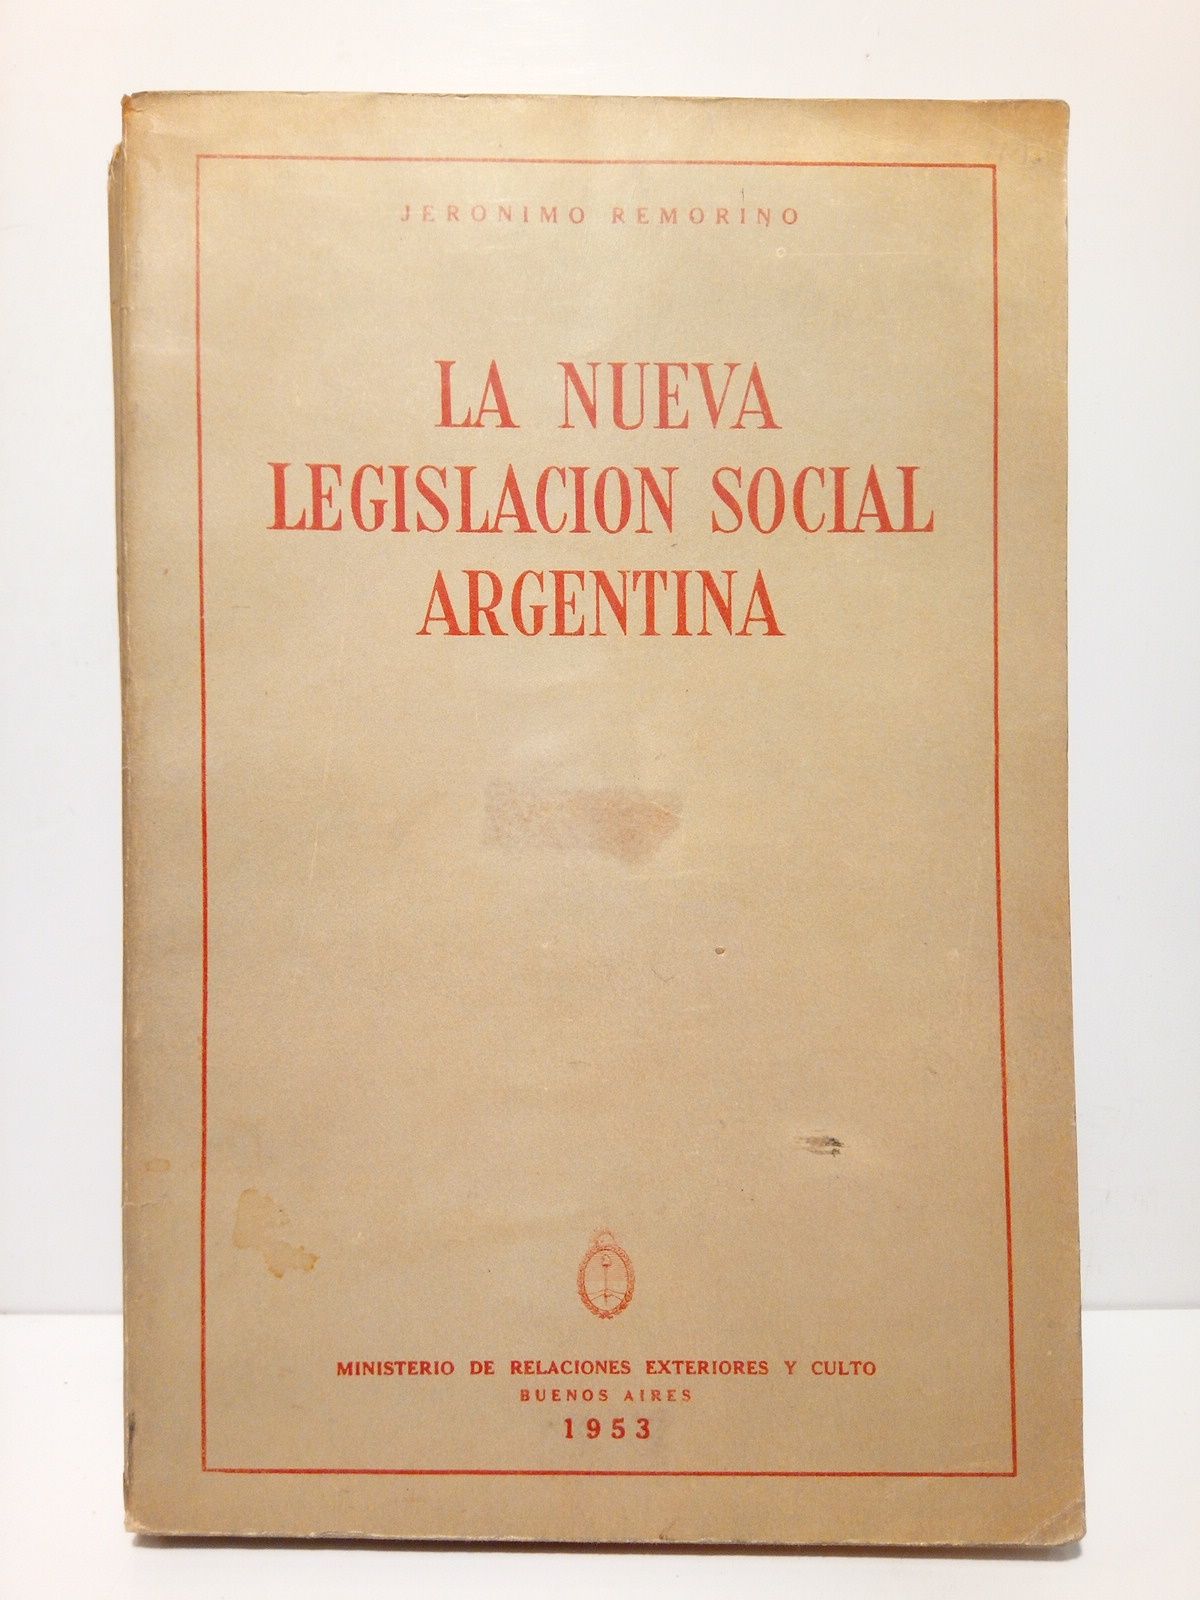 JERONIMO REMORINO
LA NUEVA
LEGISLACION SOCIAL
ARGENTINA
MINISTERIO DE RELACIONES EXTERIORES Y CULTO
BUENOS AIRES
1953